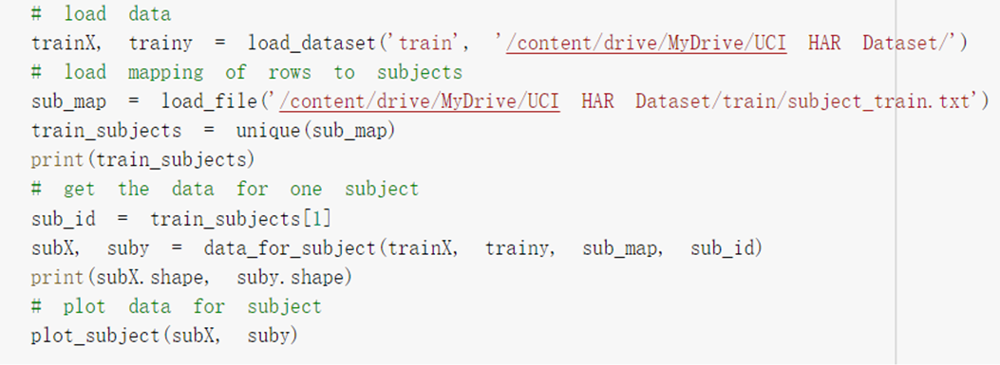 # load data
trainX, trainy = load_dataset('train', '/content/drive/MyDrive/UCI HAR Dataset/')
# load mapping of rows to subjects
sub_map = load_file('/content/drive/MyDrive/UCI HAR Dataset/train/subject_train.txt')
train_subjects = unique(sub_map)
print(train_subjects)
# get the data for one subject
sub_id = train_subjects[1]
subX, suby = data_for_subject(trainX, trainy, sub_map, sub_id)
print(subX.shape, suby.shape)
# plot data for subject
plot_subject(subX, suby)